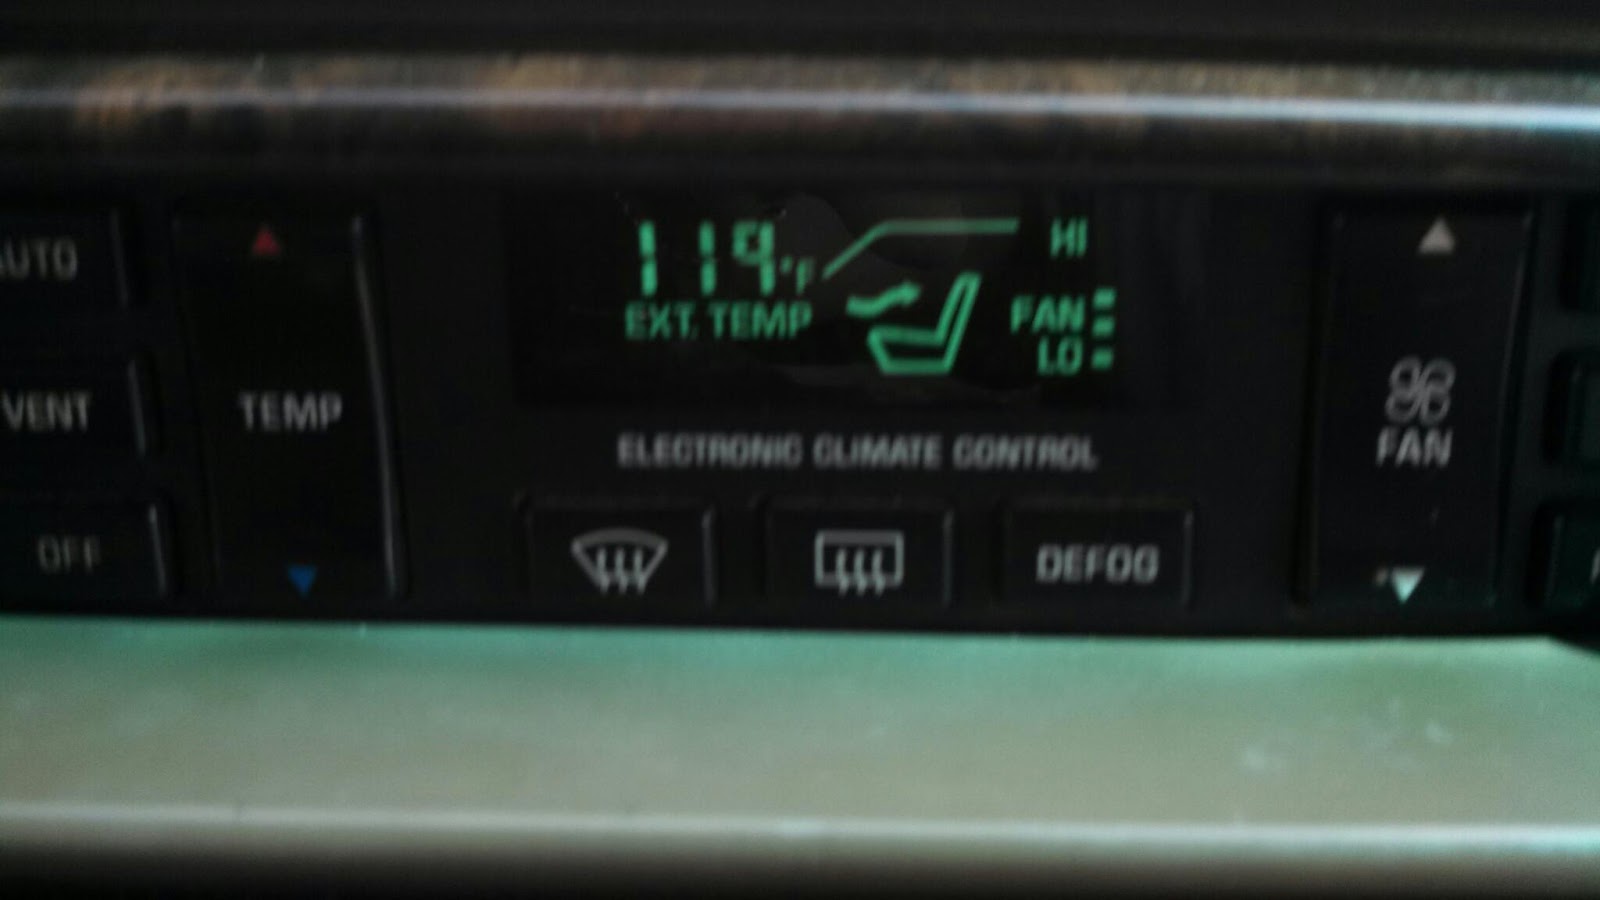 AUTO
VENT
OFF
TEMP
119°F
EXT. TEMP
HI
FAN
LO
ELECTRONIC CLIMATE CONTROL
DEFOG
FAN